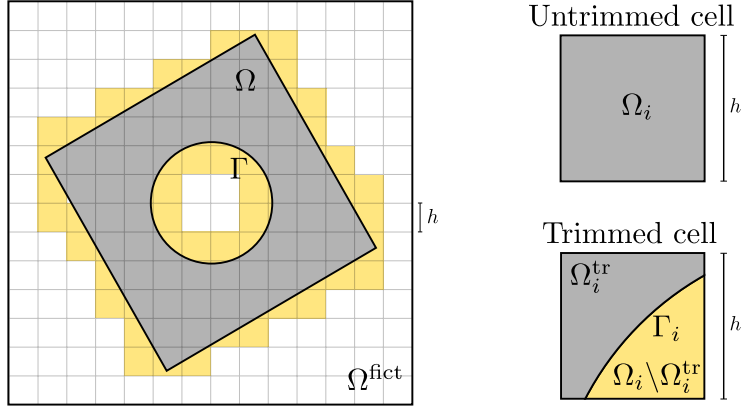 Ω
Γ
h
Ω^fict
Untrimmed cell
Ω_i
h
Trimmed cell
Ω_i^tr
Γ_i
Ω_i\Ω_i^tr
h